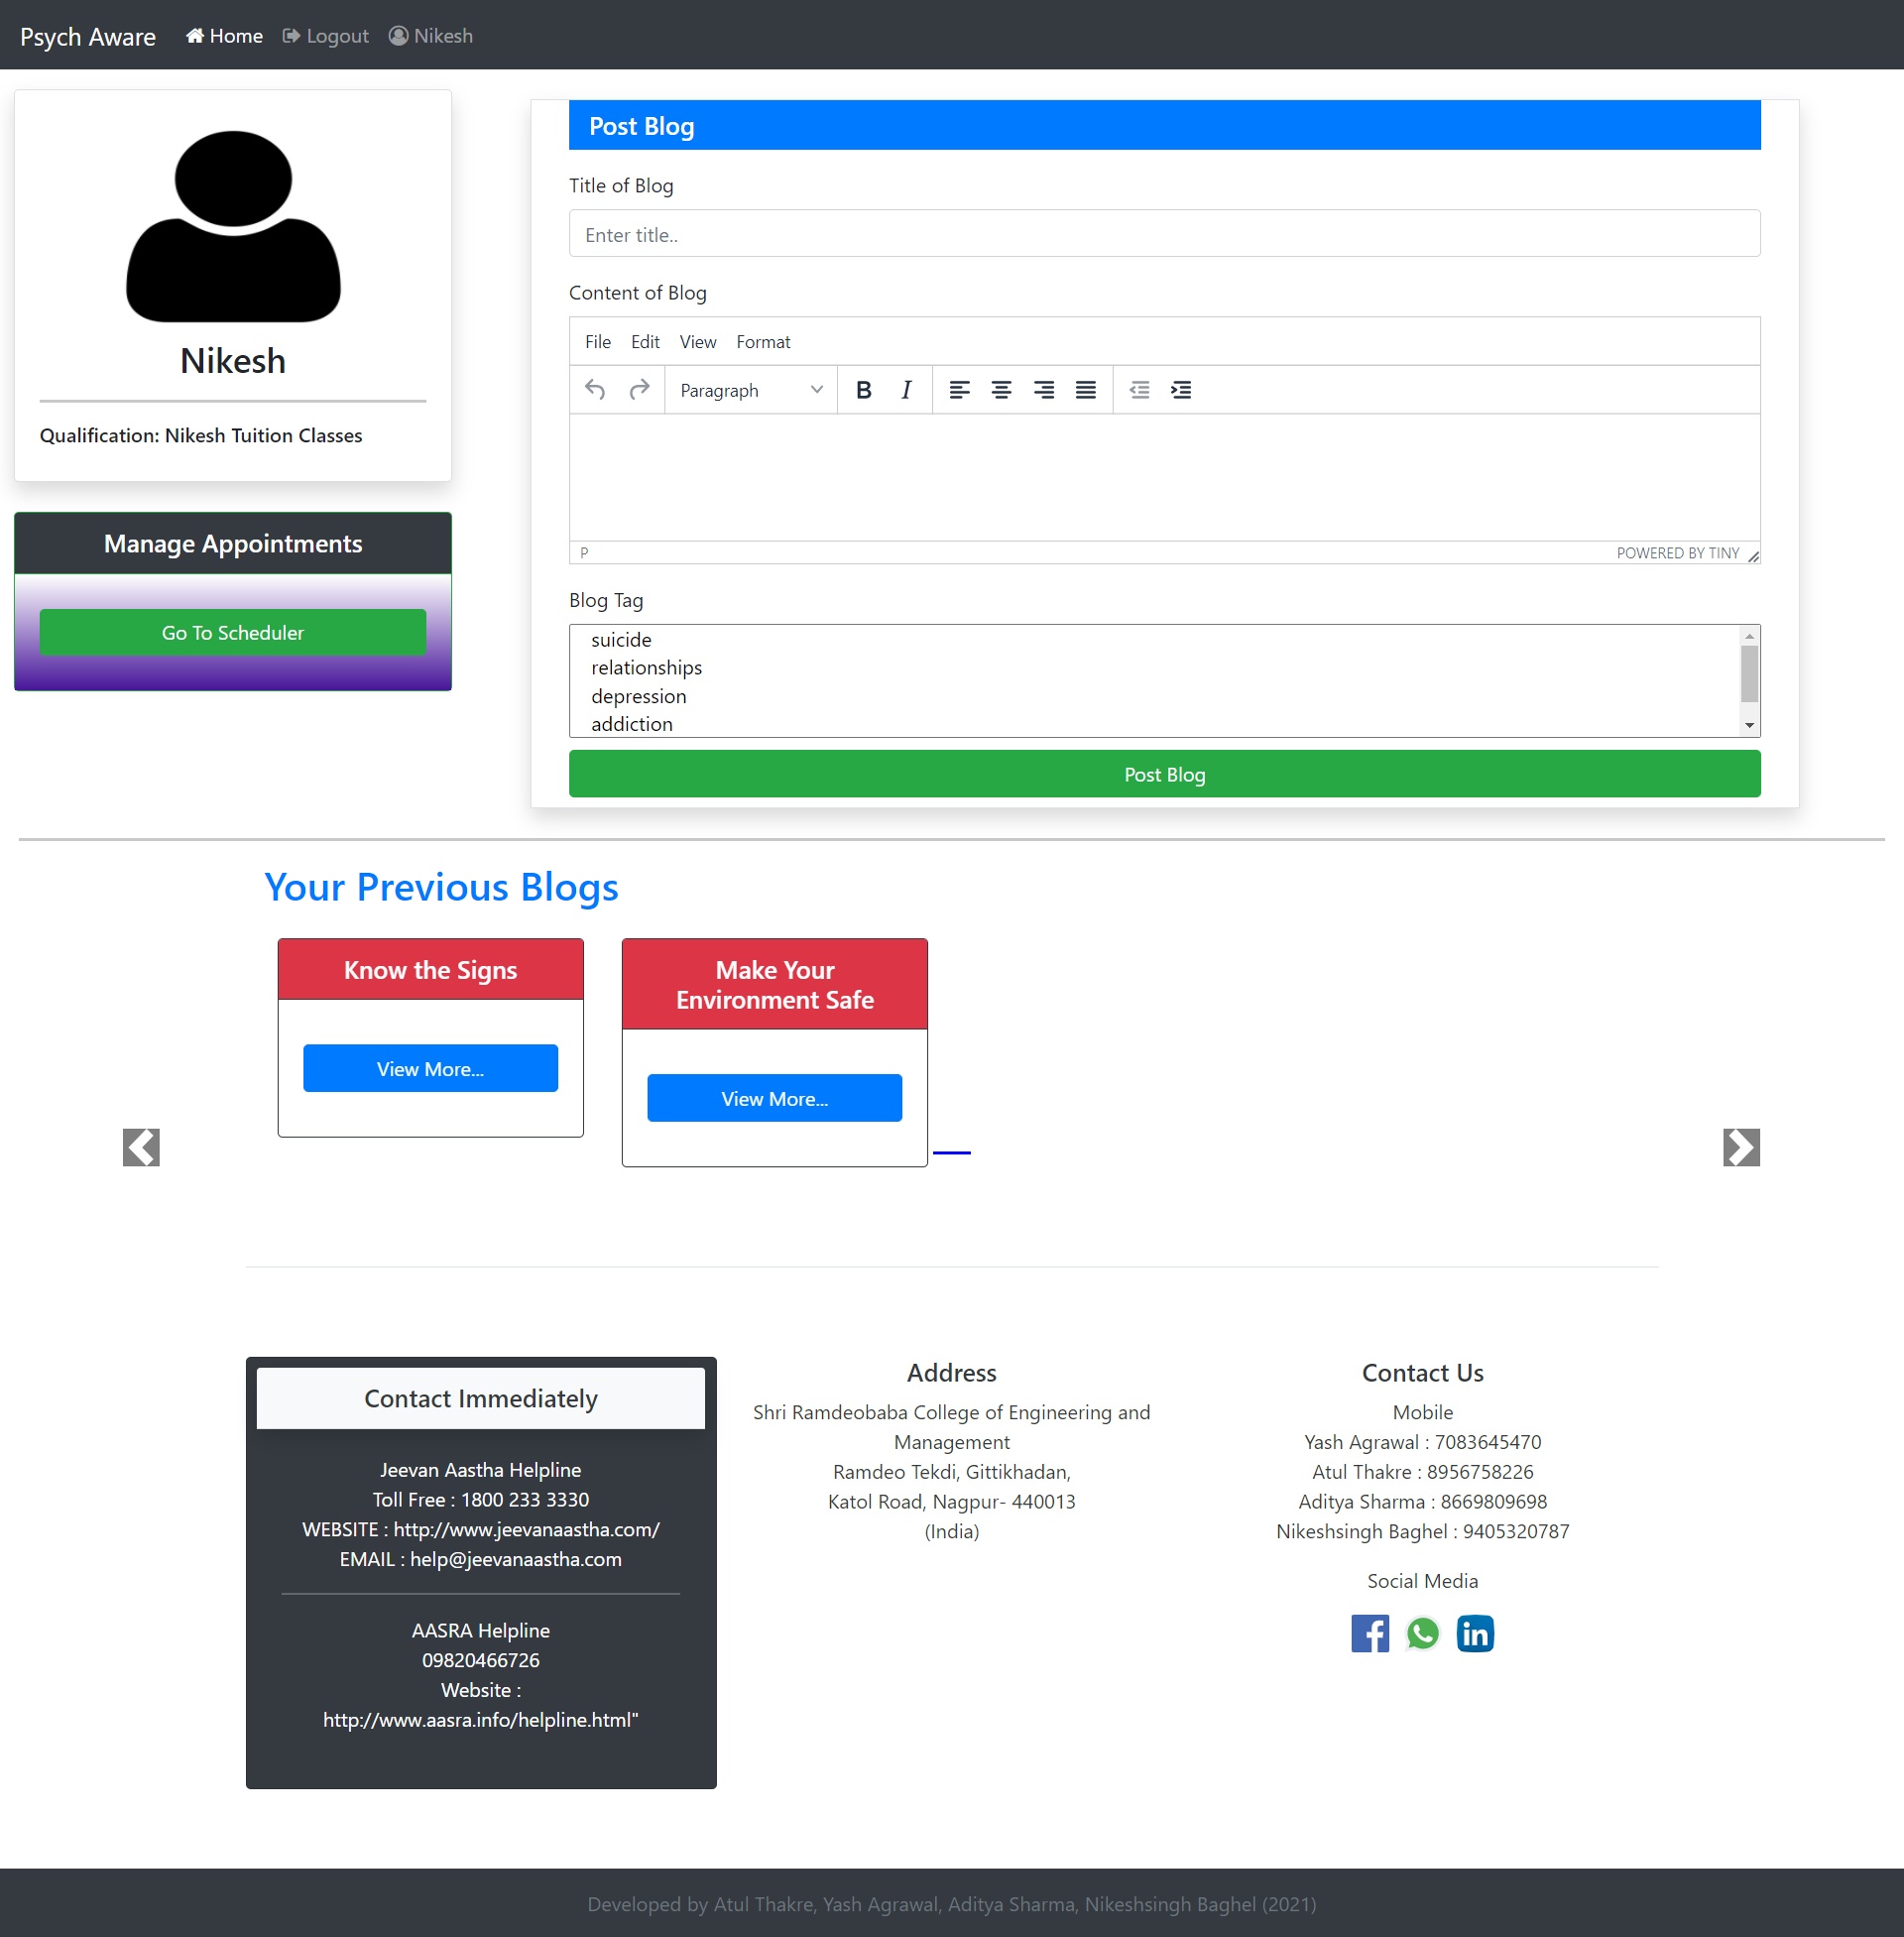 Psych Aware Home Logout Nikesh
Nikesh
Qualification: Nikesh Tuition Classes
Manage Appointments
Go To Scheduler
Post Blog
Title of Blog
Enter title..
Content of Blog
File Edit View Format
Paragraph B I
P POWERED BY TINY
Blog Tag
suicide
relationships
depression
addiction
Post Blog
Your Previous Blogs
Know the Signs
View More...
Make Your
Environment Safe
View More...
Contact Immediately
Jeevan Aastha Helpline
Toll Free : 1800 233 3330
WEBSITE : http://www.jeevanaastha.com/
EMAIL : help@jeevanaastha.com
AASRA Helpline
09820466726
Website :
http://www.aasra.info/helpline.html"
Address
Shri Ramdeobaba College of Engineering and
Management
Ramdeo Tekdi, Gittikhadan,
Katol Road, Nagpur- 440013
(India)
Contact Us
Mobile
Yash Agrawal : 7083645470
Atul Thakre : 8956758226
Aditya Sharma : 8669809698
Nikeshsingh Baghel : 9405320787
Social Media
f in
Developed by Atul Thakre, Yash Agrawal, Aditya Sharma, Nikeshsingh Baghel (2021)